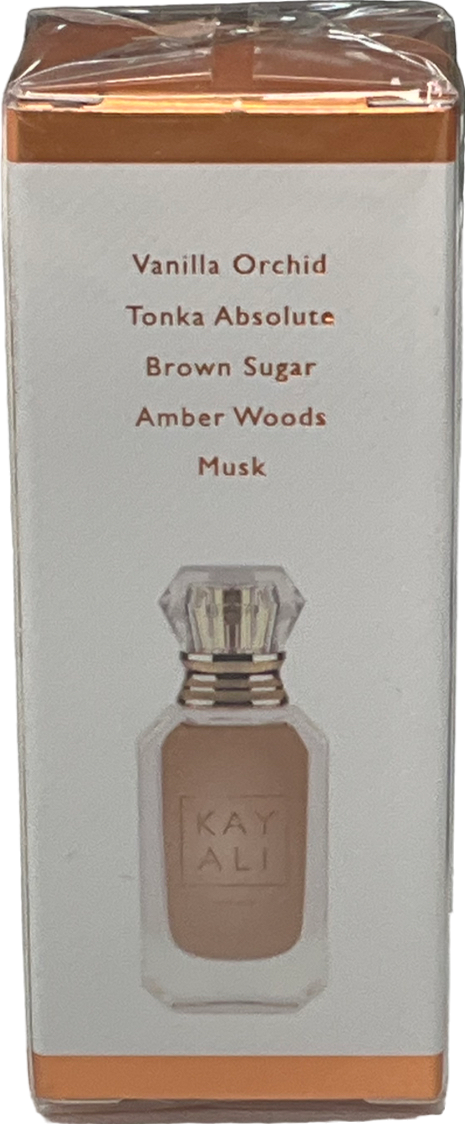 Vanilla Orchid
Tonka Absolute
Brown Sugar
Amber Woods
Musk
KAY
ALI